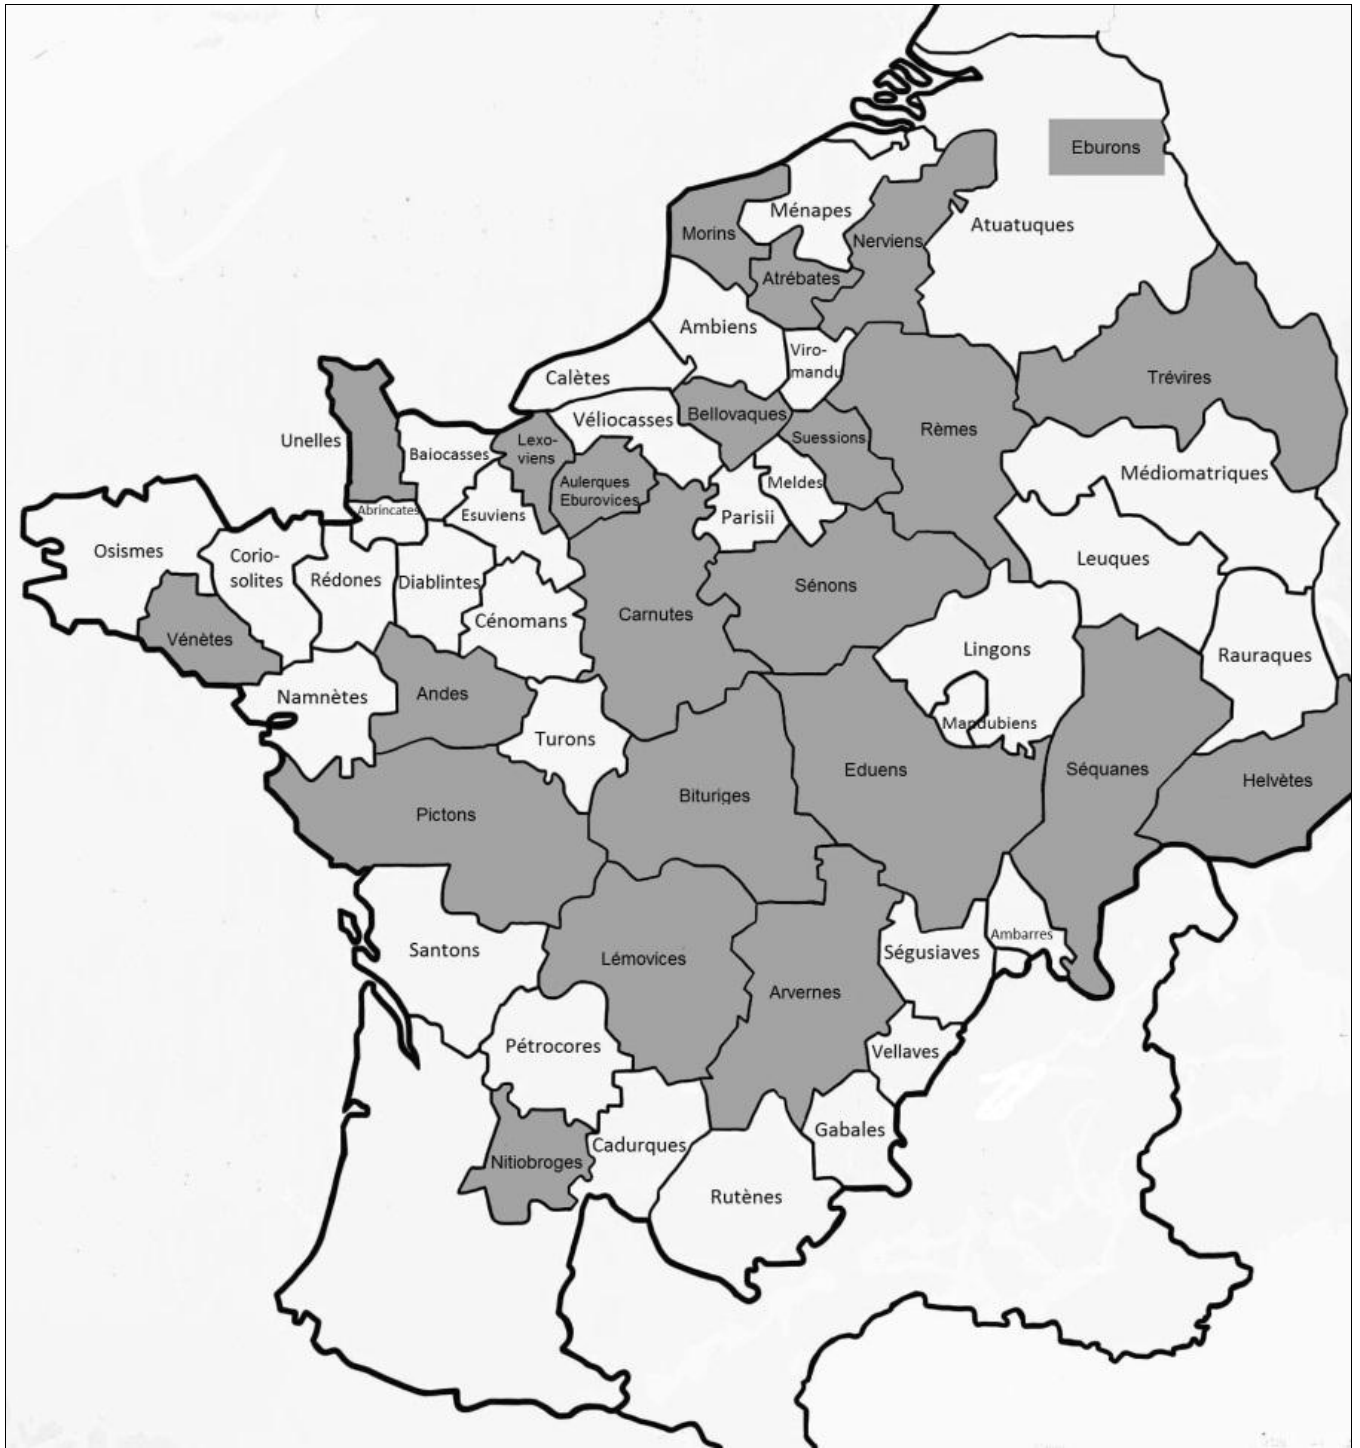 Eburons
Ménapes
Atuatuques
Morins
Nerviens
Atrébates
Ambiens
Viro-
mandu
Calètes
Trévires
Véliocasses
Bellovaques
Rèmes
Suessions
Unelles
Lexo-
viens
Baiocasses
Médiomatriques
Aulerques
Eburovices
Meldes
Abrincates
Esuviens
Parisii
Osismes
Corio-
solites
Rédones
Diablintes
Leuques
Sénons
Carnutes
Cénomans
Vénètes
Lingons
Rauraques
Namnètes
Andes
Mandubiens
Turons
Eduens
Séquanes
Helvètes
Bituriges
Pictons
Ambarres
Santons
Lémovices
Ségusiaves
Arvernes
Pétrocores
Vellaves
Gabales
Cadurques
Nitiobroges
Rutènes